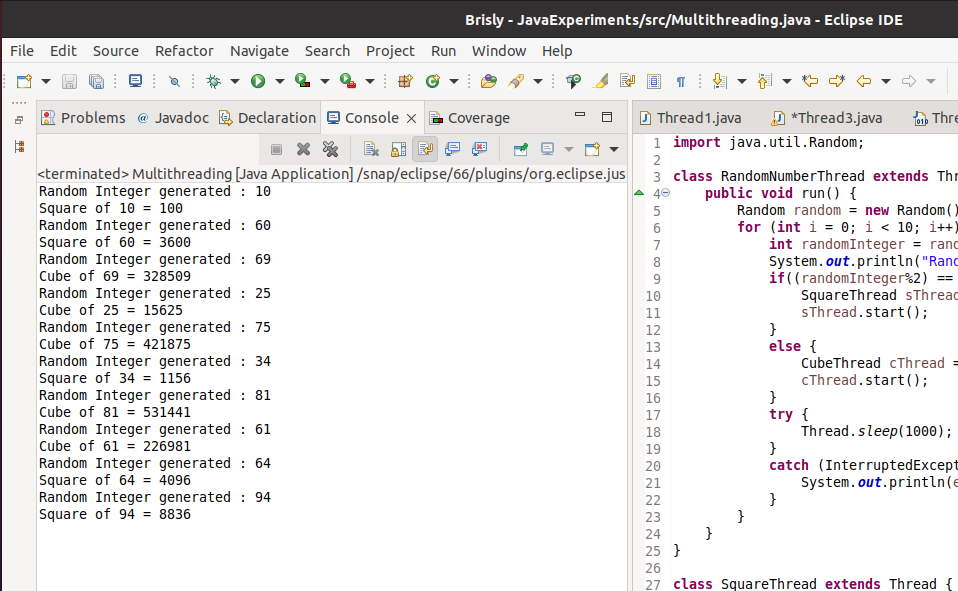 Brisly - JavaExperiments/src/Multithreading.java - Eclipse IDE
File Edit Source Refactor Navigate Search Project Run Window Help
Problems @ Javadoc Declaration Console Coverage
<terminated> Multithreading [Java Application] /snap/eclipse/66/plugins/org.eclipse.jus
Random Integer generated : 10
Square of 10 = 100
Random Integer generated : 60
Square of 60 = 3600
Random Integer generated : 69
Cube of 69 = 328509
Random Integer generated : 25
Cube of 25 = 15625
Random Integer generated : 75
Cube of 75 = 421875
Random Integer generated : 34
Square of 34 = 1156
Random Integer generated : 81
Cube of 81 = 531441
Random Integer generated : 61
Cube of 61 = 226981
Random Integer generated : 64
Square of 64 = 4096
Random Integer generated : 94
Square of 94 = 8836
Thread1.java *Thread3.java Thre
1 import java.util.Random;
2
3 class RandomNumberThread extends Thr
4 public void run() {
5 Random random = new Random()
6 for (int i = 0; i < 10; i++)
7 int randomInteger = rand
8 System.out.println("Rand
9 if((randomInteger%2) ==
10 SquareThread sThread
11 sThread.start();
12 }
13 else {
14 CubeThread cThread =
15 cThread.start();
16 }
17 try {
18 Thread.sleep(1000);
19 }
20 catch (InterruptedExcept
21 System.out.println(e
22 }
23 }
24 }
25 }
26
27 class SquareThread extends Thread {